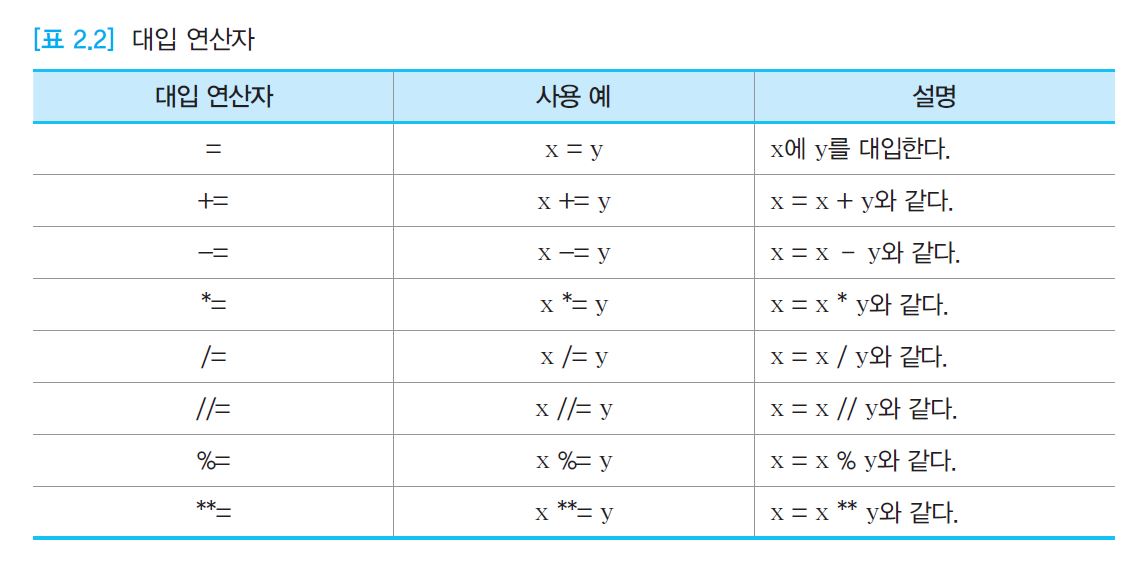 [표 2.2] 대입 연산자
대입 연산자 사용 예 설명
= x = y x에 y를 대입한다.
+= x += y x = x + y와 같다.
-= x -= y x = x - y와 같다.
*= x *= y x = x * y와 같다.
/= x /= y x = x / y와 같다.
//= x //= y x = x // y와 같다.
%= x %= y x = x % y와 같다.
**= x **= y x = x ** y와 같다.